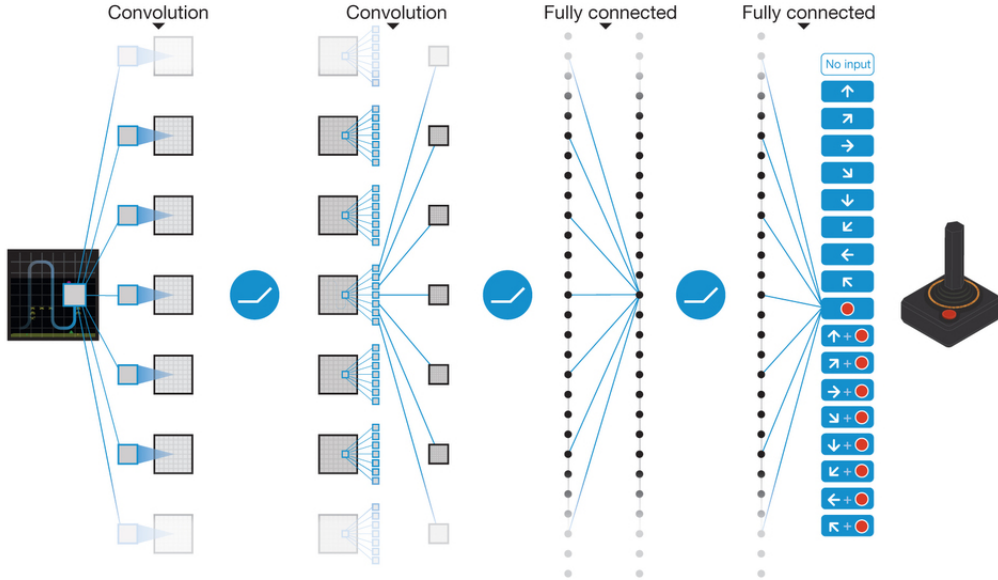 Convolution
Convolution
Fully connected
Fully connected
No input
+
+
+
+
+
+
+
+